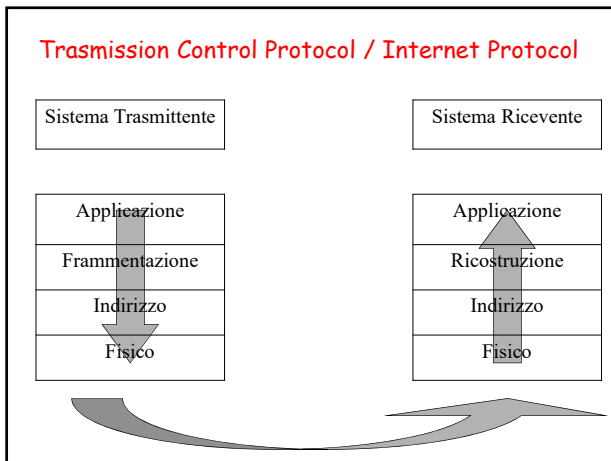 Trasmission Control Protocol / Internet Protocol
Sistema Trasmittente
Sistema Ricevente
Applicazione
Frammentazione
Indirizzo
Fisico
Applicazione
Ricostruzione
Indirizzo
Fisico